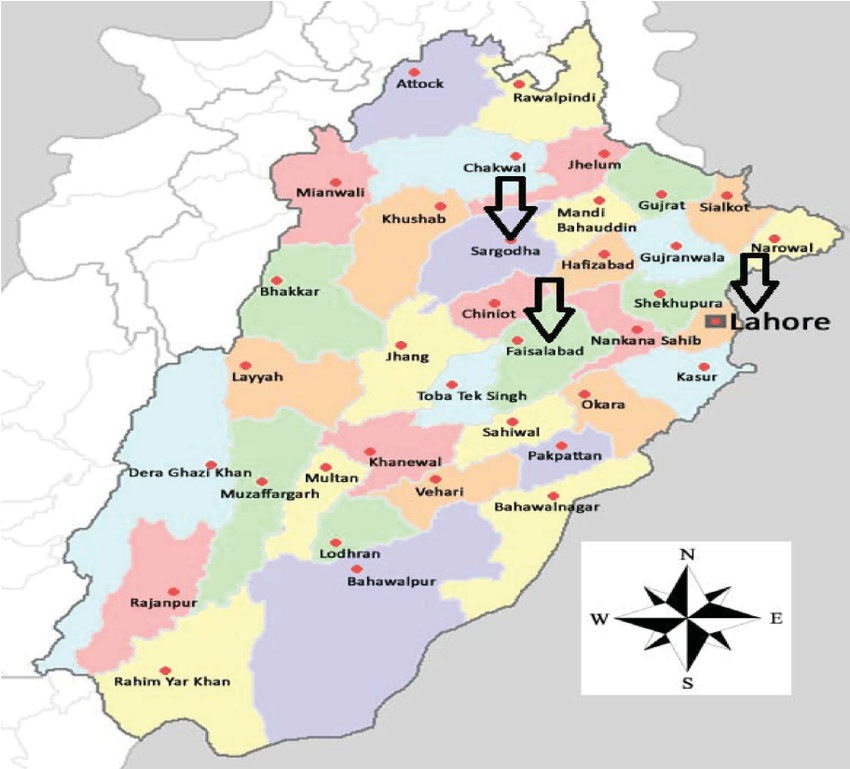 Attock
Rawalpindi
Chakwal
Jhelum
Mianwali
Khushab
Mandi
Bahauddin
Gujrat
Sialkot
Sargodha
Hafizabad
Gujranwala
Narowal
Bhakkar
Chiniot
Shekhupura
Lahore
Nankana Sahib
Jhang
Faisalabad
Layyah
Toba Tek Singh
Kasur
Okara
Sahiwal
Pakpattan
Dera Ghazi Khan
Khanewal
Multan
Muzaffargarh
Vehari
Bahawalnagar
Lodhran
Bahawalpur
Rajanpur
Rahim Yar Khan
N
W
E
S